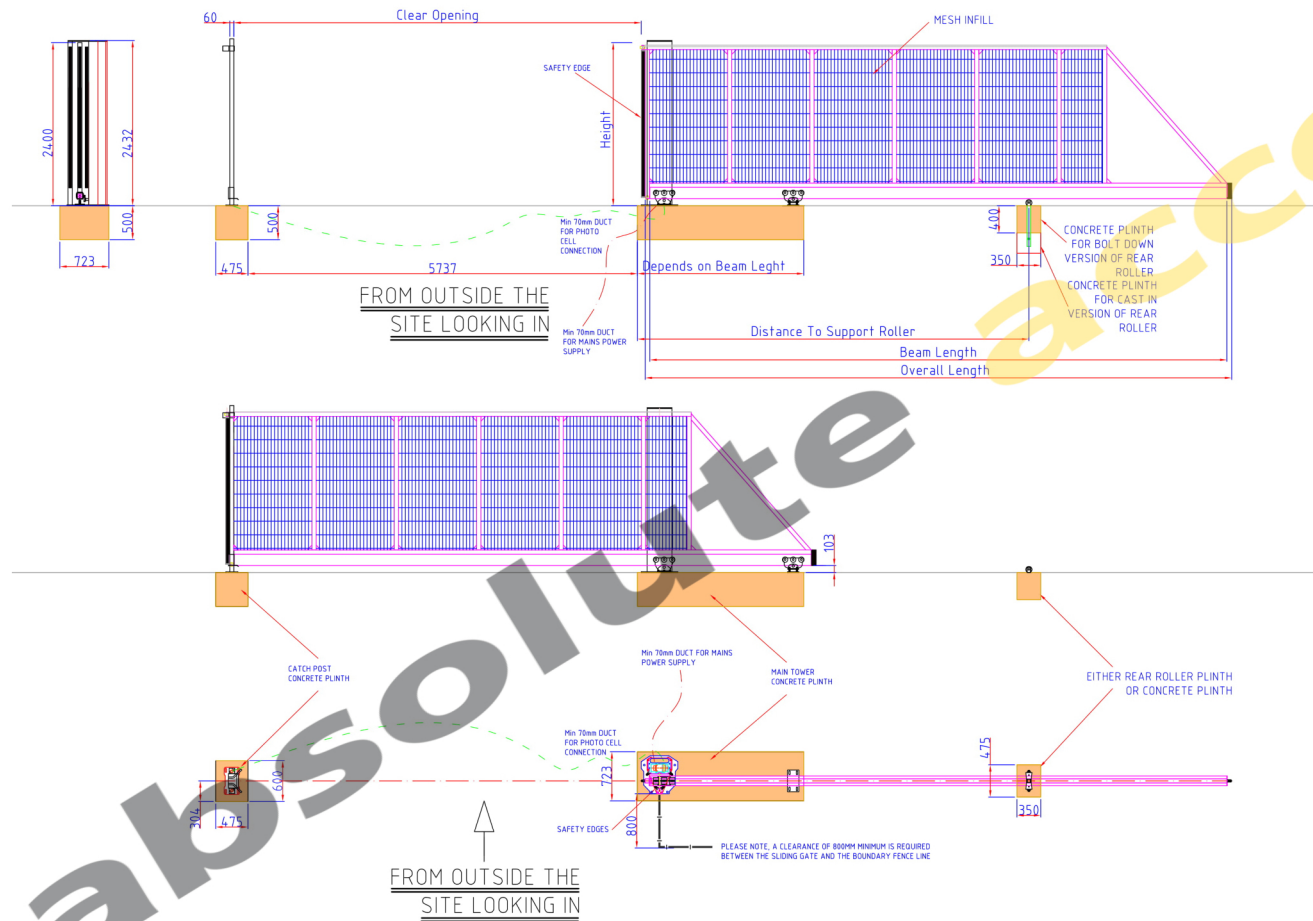 60
Clear Opening
MESH INFILL
SAFETY EDGE
2400
2432
Height
500
723
500
475
5737
Min 70mm DUCT
FOR PHOTO
CELL
CONNECTION
Depends on Beam Leght
400
350
CONCRETE PLINTH
FOR BOLT DOWN
VERSION OF REAR
ROLLER
CONCRETE PLINTH
FOR CAST IN
VERSION OF REAR
ROLLER
FROM OUTSIDE THE
SITE LOOKING IN
Min 70mm DUCT
FOR MAINS POWER
SUPPLY
Distance To Support Roller
Beam Length
Overall Length
103
CATCH POST
CONCRETE PLINTH
Min 70mm DUCT FOR MAINS
POWER SUPPLY
MAIN TOWER
CONCRETE PLINTH
EITHER REAR ROLLER PLINTH
OR CONCRETE PLINTH
Min 70mm DUCT
FOR PHOTO CELL
CONNECTION
304
475
600
723
800
475
350
SAFETY EDGES
PLEASE NOTE, A CLEARANCE OF 800MM MINIMUM IS REQUIRED
BETWEEN THE SLIDING GATE AND THE BOUNDARY FENCE LINE
FROM OUTSIDE THE
SITE LOOKING IN
absolute acce